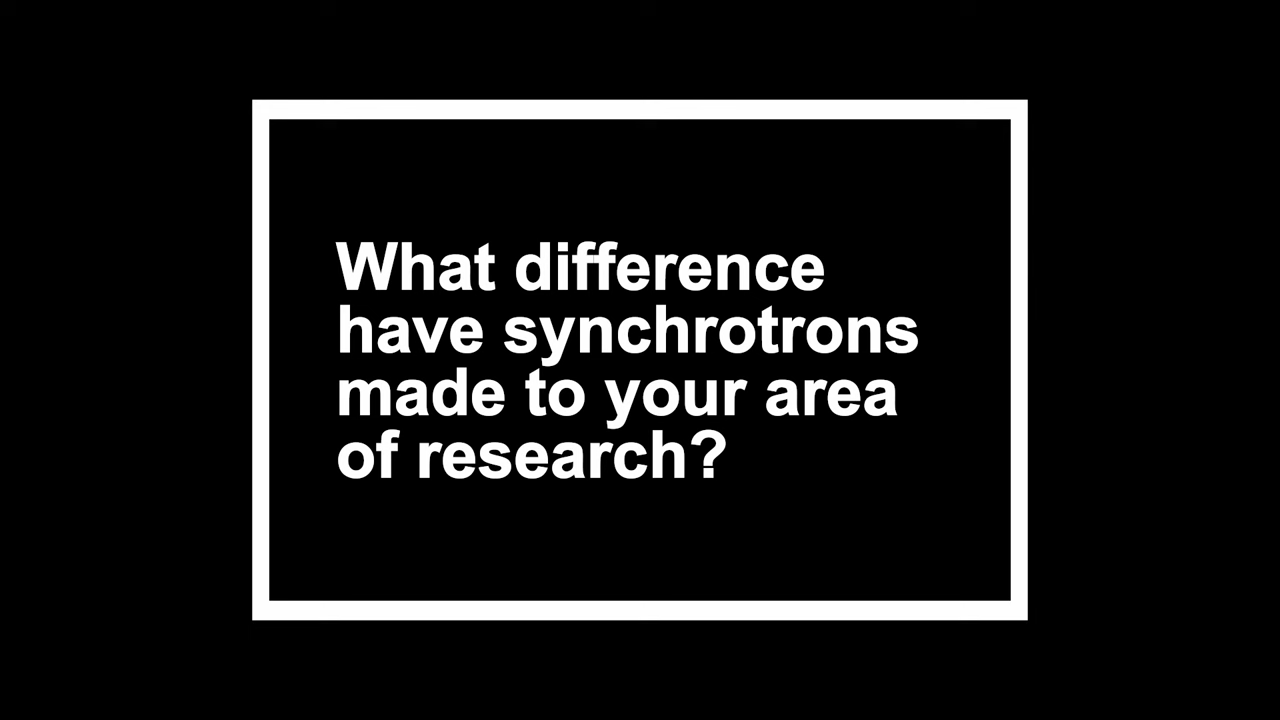 What difference
have synchrotrons
made to your area
of research?